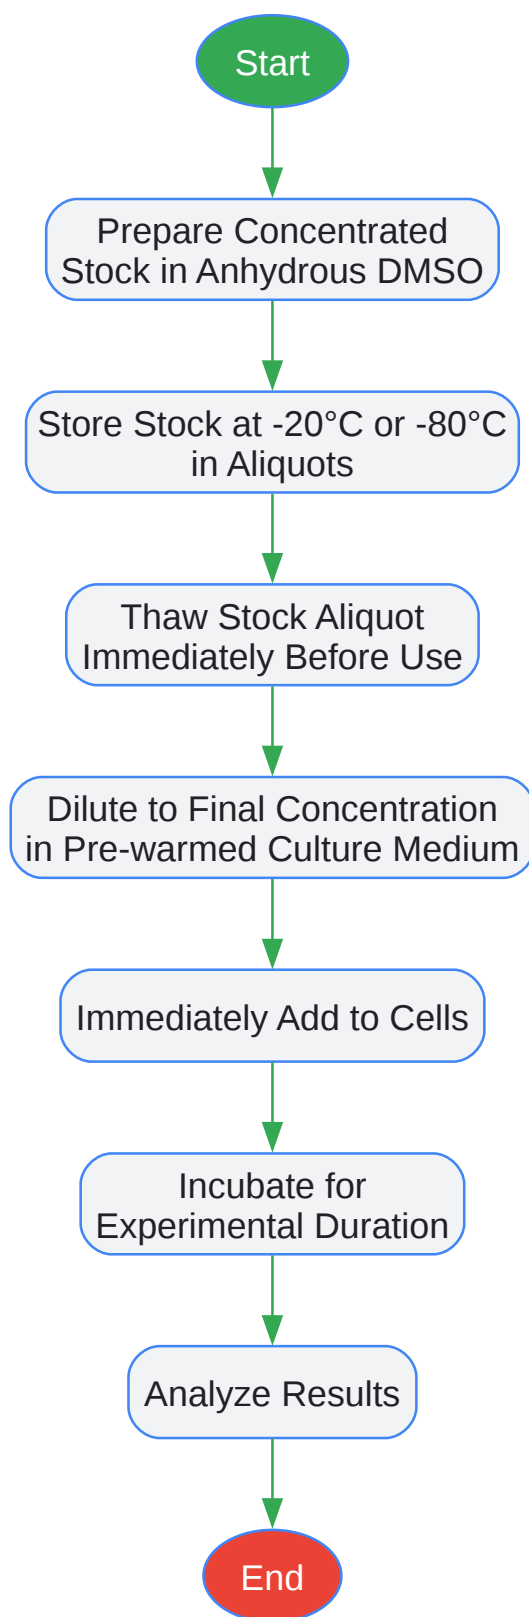 Start
Prepare Concentrated
Stock in Anhydrous DMSO
Store Stock at -20°C or -80°C
in Aliquots
Thaw Stock Aliquot
Immediately Before Use
Dilute to Final Concentration
in Pre-warmed Culture Medium
Immediately Add to Cells
Incubate for
Experimental Duration
Analyze Results
End